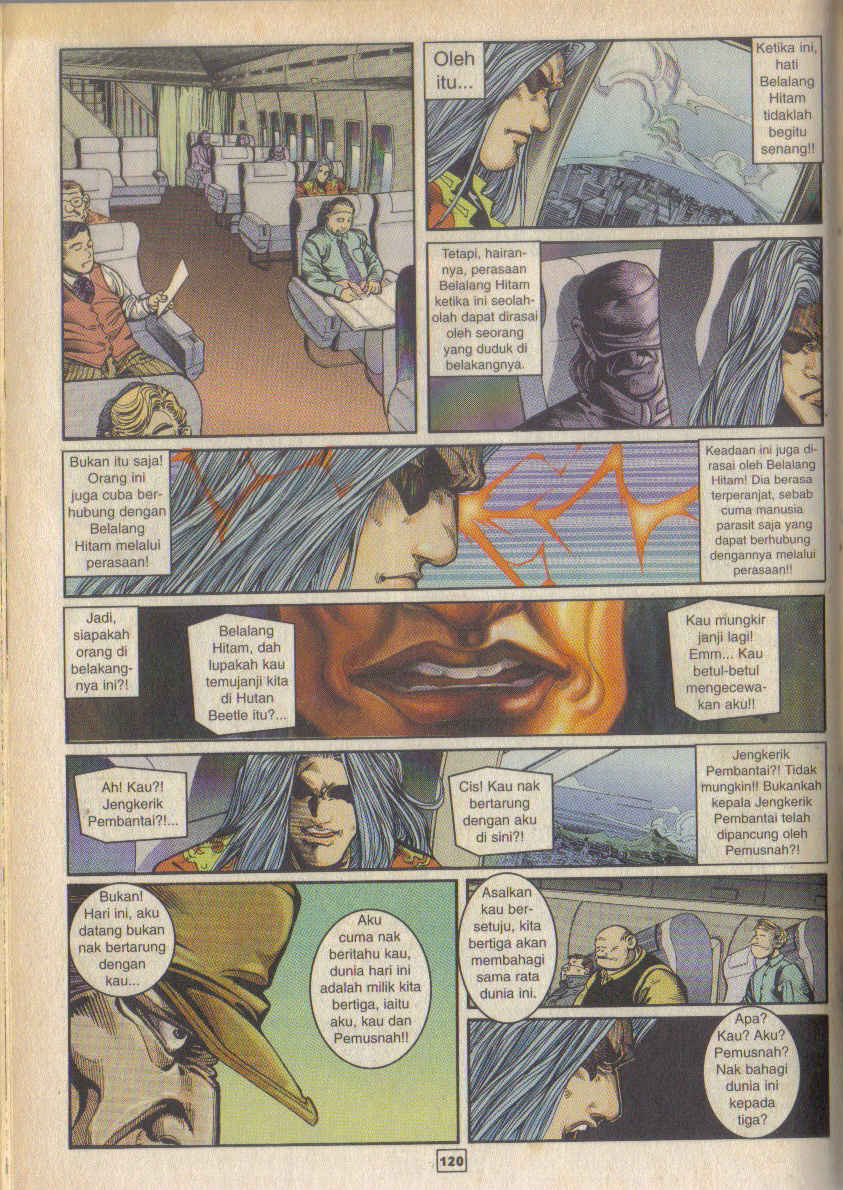 Oleh
itu...
Ketika ini,
hati
Belalang
Hitam
tidaklah
begitu
senang!!
Tetapi, hairan-
nya, perasaan
Belalang Hitam
ketika ini seolah-
olah dapat dirasai
oleh seorang
yang duduk di
belakangnya.
Bukan itu saja!
Orang ini
juga cuba ber-
hubung dengan
Belalang
Hitam melalui
perasaan!
Keadaan ini juga di-
rasai oleh Belalang
Hitam! Dia berasa
terperanjat, sebab
cuma manusia
parasit saja yang
dapat berhubung
dengannya melalui
perasaan!!
Jadi,
siapakah
orang di
belakang-
nya ini?!
Belalang
Hitam, dah
lupakah kau
temujanji kita
di Hutan
Beetle itu?...
Kau mungkir
janji lagi!
Emm... Kau
betul-betul
mengecewa-
kan aku!!
Ah! Kau?!
Jengkerik
Pembantai?!...
Cis! Kau nak
bertarung
dengan aku
di sini?!
Jengkerik
Pembantai?! Tidak
mungkin!! Bukankah
kepala Jengkerik
Pembantai telah
dipancung oleh
Pemusnah?!
Bukan!
Hari ini, aku
datang bukan
nak bertarung
dengan
kau...
Aku
cuma nak
beritahu kau,
dunia hari ini
adalah milik kita
bertiga, iaitu
aku, kau dan
Pemusnah!!
Asalkan
kau ber-
setuju, kita
bertiga akan
membahagi
sama rata
dunia ini.
Apa?
Kau? Aku?
Pemusnah?
Nak bahagi
dunia ini
kepada
tiga?
120